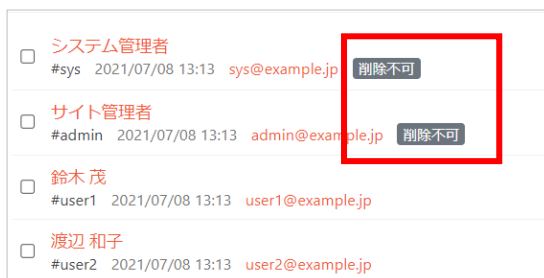 システム管理者
#sys 2021/07/08 13:13 sys@example.jp 削除不可
サイト管理者
#admin 2021/07/08 13:13 admin@example.jp 削除不可
鈴木 茂
#user1 2021/07/08 13:13 user1@example.jp
渡辺 和子
#user2 2021/07/08 13:13 user2@example.jp